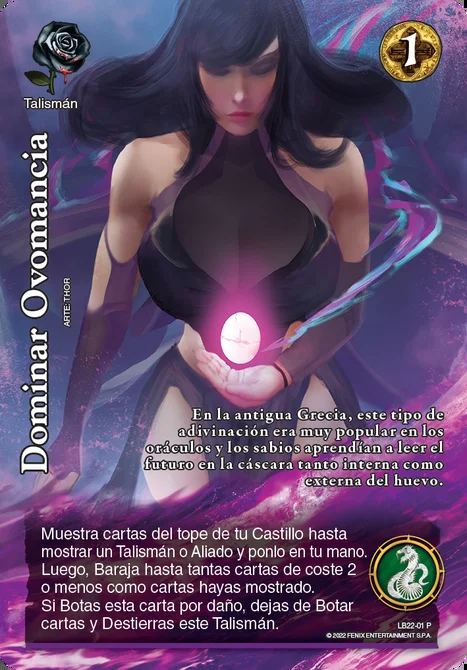 1
Talismán
Dominar Ovomancia
ARTE: THOR
En la antigua Grecia, este tipo de
adivinación era muy popular en los
oráculos y los sabios aprendían a leer el
futuro en la cáscara tanto interna como
externa del huevo.
Muestra cartas del tope de tu Castillo hasta
mostrar un Talismán o Aliado y ponlo en tu mano.
Luego, Baraja hasta tantas cartas de coste 2
o menos como cartas hayas mostrado.
Si Botas esta carta por daño, dejas de Botar
cartas y Destierras este Talismán.
LB22-01 P
©2022 FENIX ENTERTAINMENT S.P.A.